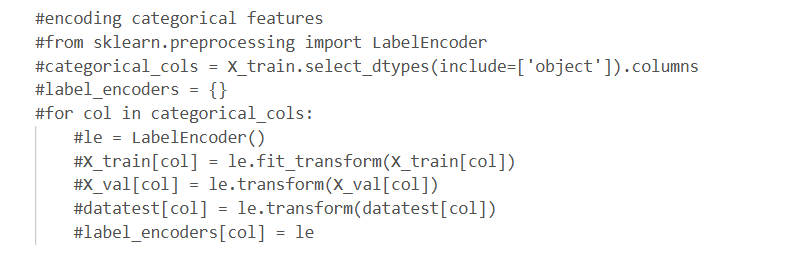 #encoding categorical features
#from sklearn.preprocessing import LabelEncoder
#categorical_cols = X_train.select_dtypes(include=['object']).columns
#label_encoders = {}
#for col in categorical_cols:
    #le = LabelEncoder()
    #X_train[col] = le.fit_transform(X_train[col])
    #X_val[col] = le.transform(X_val[col])
    #datatest[col] = le.transform(datatest[col])
    #label_encoders[col] = le